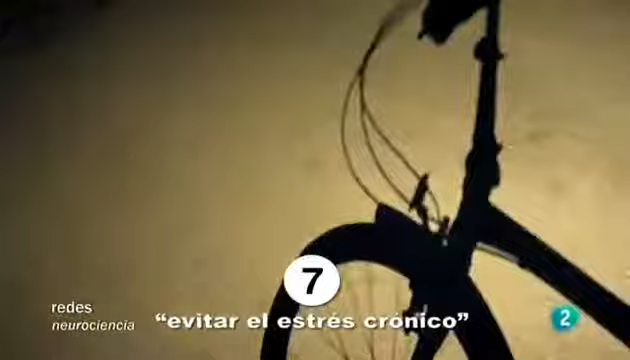 7
redes
neurociencia
“evitar el estrés crónico”
2